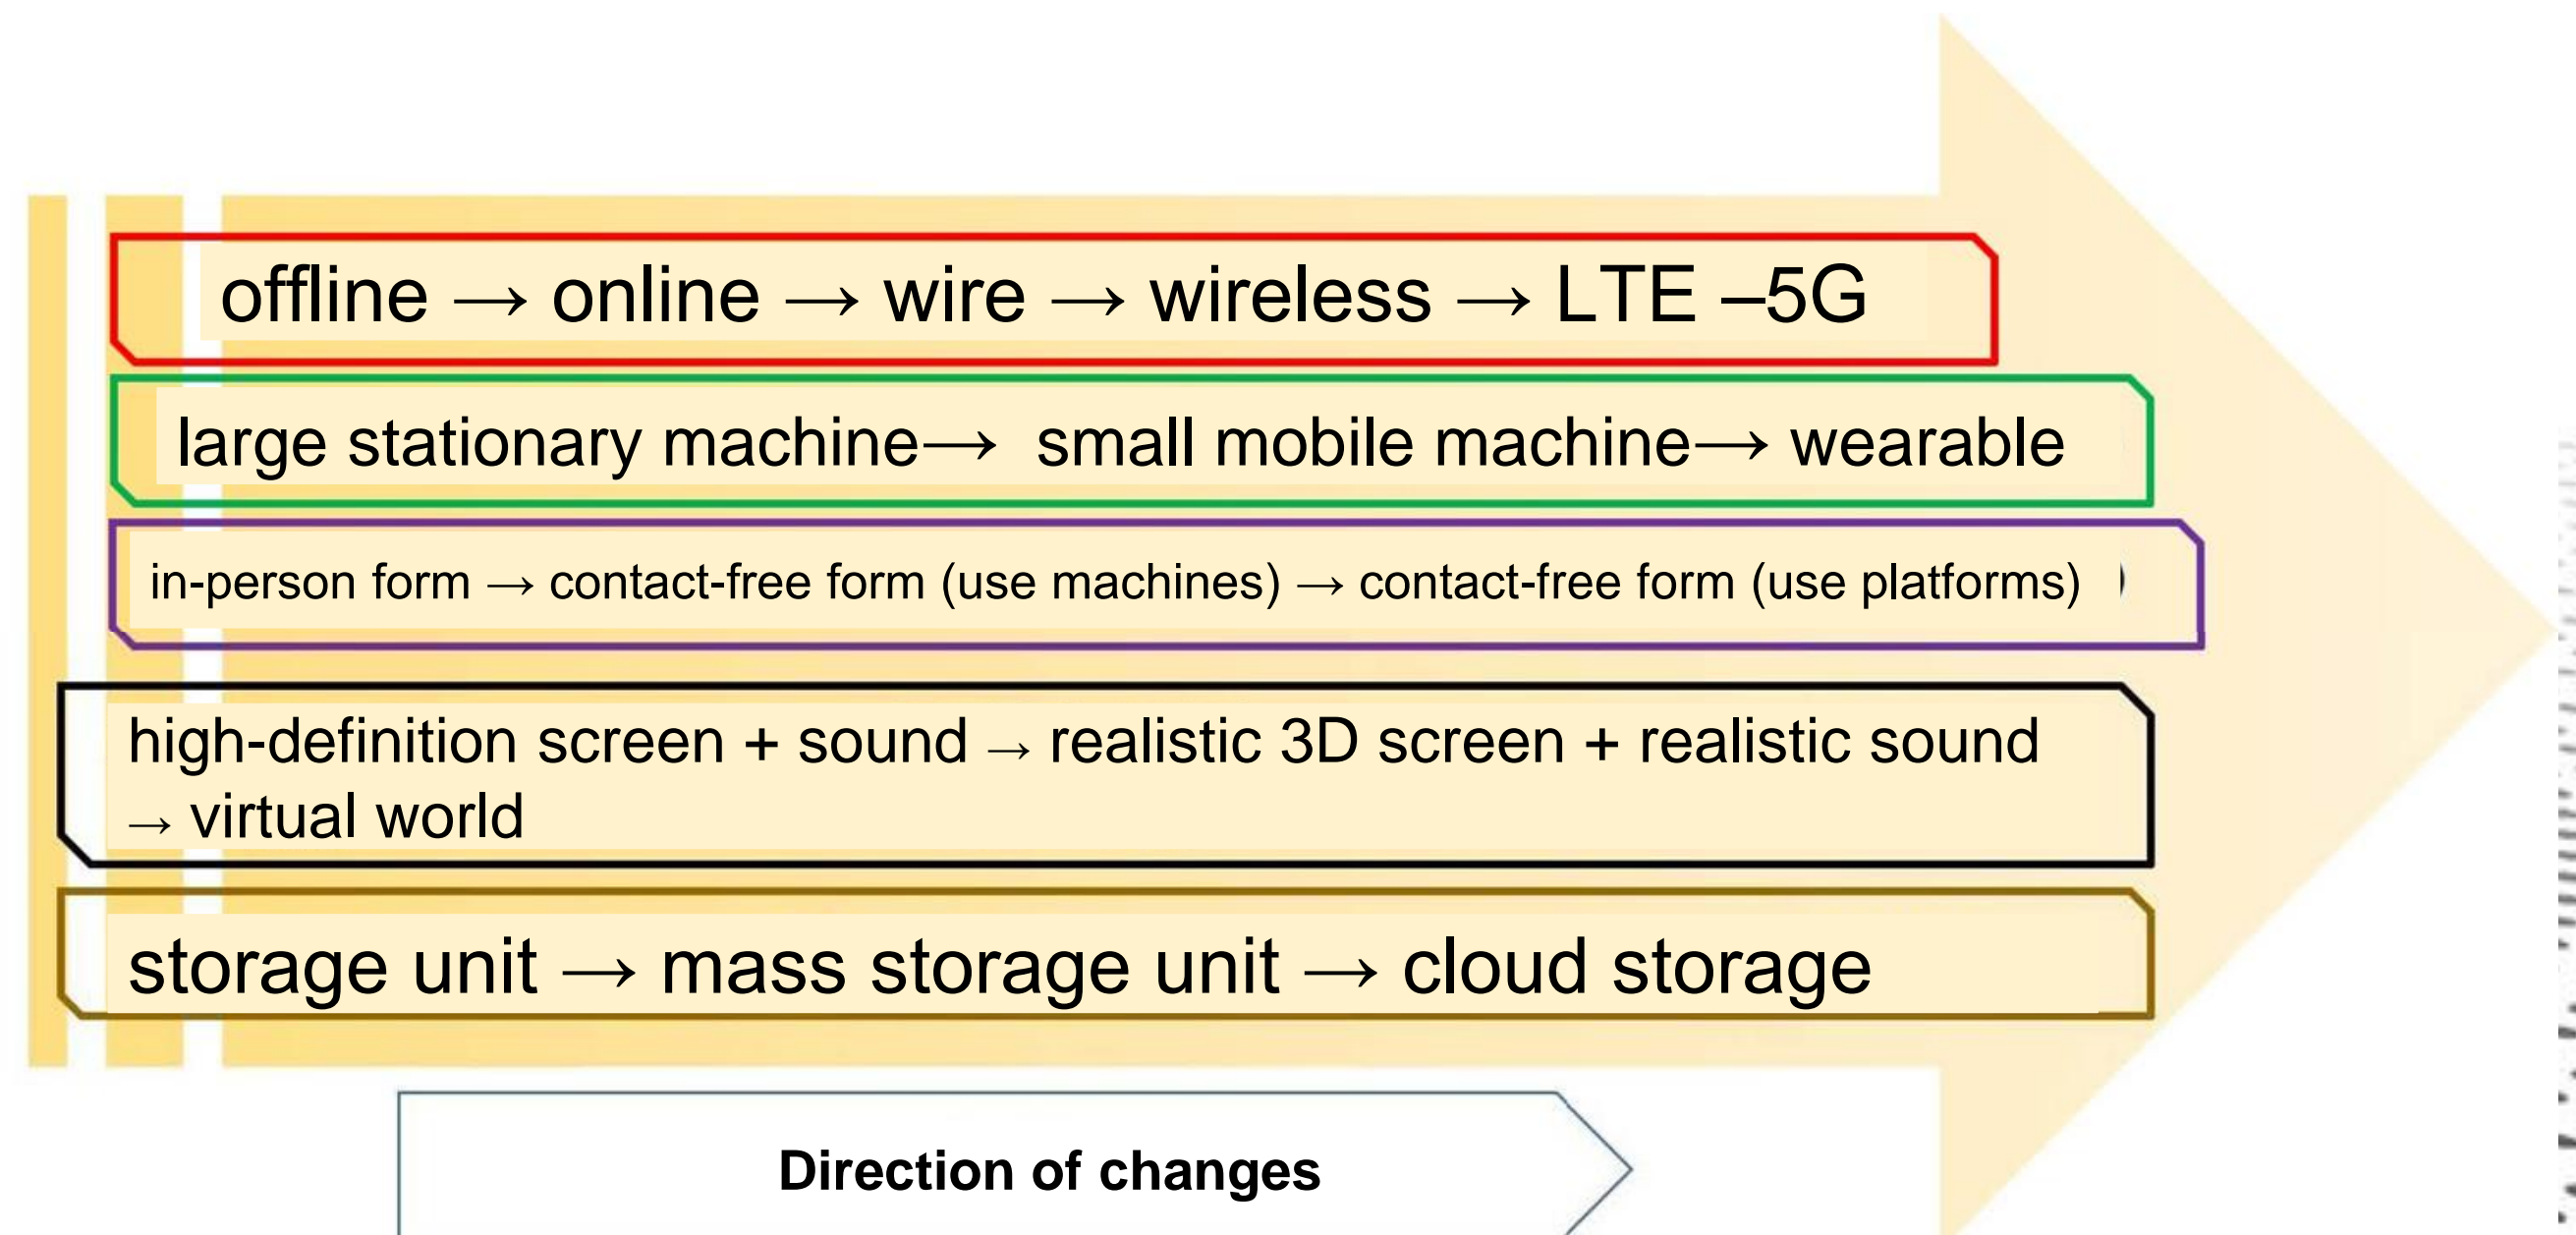 offline → online → wire → wireless → LTE –5G
large stationary machine→ small mobile machine→ wearable
in-person form → contact-free form (use machines) → contact-free form (use platforms) )
high-definition screen + sound → realistic 3D screen + realistic sound
→ virtual world
storage unit → mass storage unit → cloud storage
Direction of changes